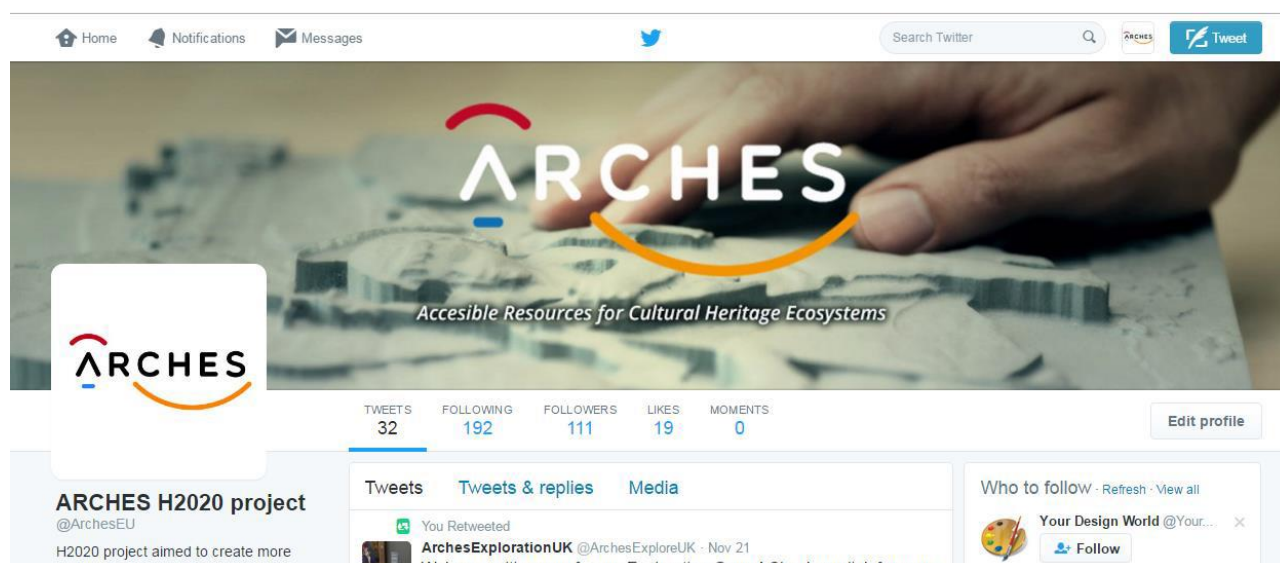 Home Notifications Messages Search Twitter ARCHES Tweet
ARCHES
Accesible Resources for Cultural Heritage Ecosystems
ARCHES
TWEETS FOLLOWING FOLLOWERS LIKES MOMENTS
32 192 111 19 0
Edit profile
ARCHES H2020 project
@ArchesEU
H2020 project aimed to create more
Tweets Tweets & replies Media
You Retweeted
ArchesExplorationUK @ArchesExploreUK · Nov 21
Who to follow · Refresh · View all
Your Design World @Your...
Follow